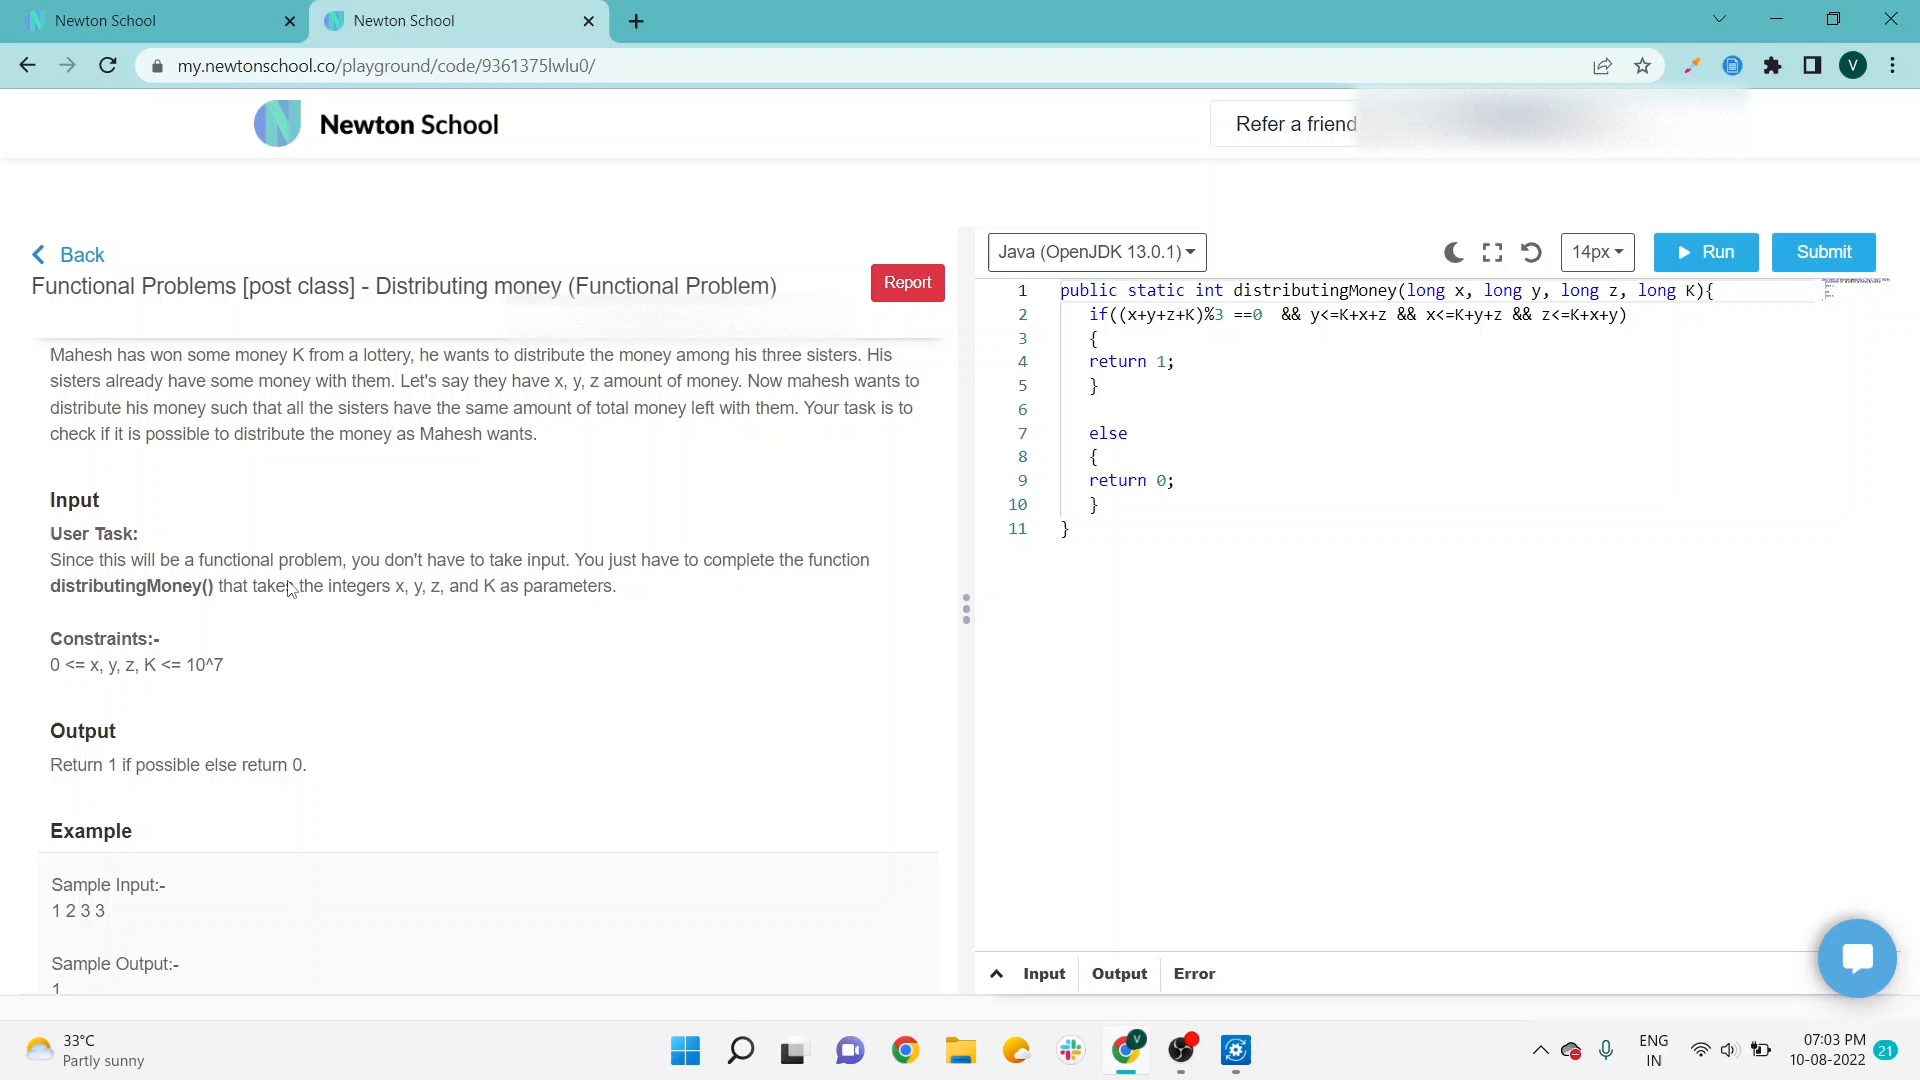 Newton School
Newton School
my.newtonschool.co/playground/code/9361375lwlu0/
V
N
Newton School
Refer a friend
Back
Functional Problems [post class] - Distributing money (Functional Problem)
Report
Mahesh has won some money K from a lottery, he wants to distribute the money among his three sisters. His
sisters already have some money with them. Let's say they have x, y, z amount of money. Now mahesh wants to
distribute his money such that all the sisters have the same amount of total money left with them. Your task is to
check if it is possible to distribute the money as Mahesh wants.
Input
User Task:
Since this will be a functional problem, you don't have to take input. You just have to complete the function
distributingMoney() that takes the integers x, y, z, and K as parameters.
Constraints:-
0 <= x, y, z, K <= 10^7
Output
Return 1 if possible else return 0.
Example
Sample Input:-
1 2 3 3
Sample Output:-
1
Java (OpenJDK 13.0.1)
14px
Run
Submit
1 public static int distributingMoney(long x, long y, long z, long K){
2 if((x+y+z+K)%3 ==0  && y<=K+x+z && x<=K+y+z && z<=K+x+y)
3 {
4 return 1;
5 }
6
7 else
8 {
9 return 0;
10 }
11 }
Input
Output
Error
33°C
Partly sunny
V
ENG
IN
07:03 PM
10-08-2022
21